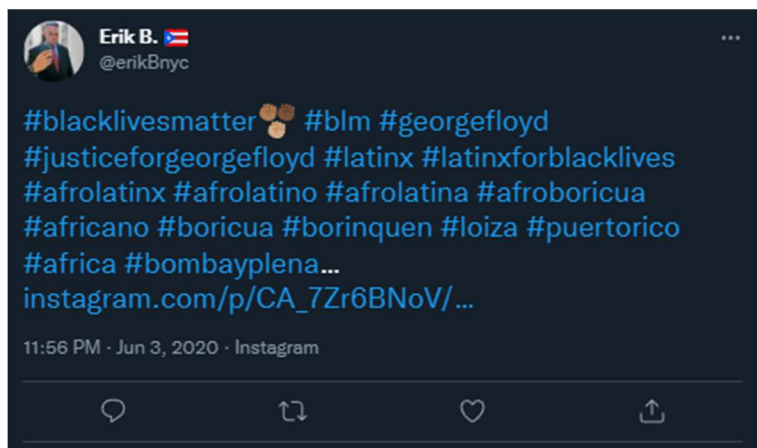 Erik B. 🇵🇷
@erikBnyc
#blacklivesmatter✊🏾✊🏿✊🏼 #blm #georgefloyd
#justiceforgeorgefloyd #latinx #latinxforblacklives
#afrolatinx #afrolatino #afrolatina #afroboricua
#africano #boricua #borinquen #loiza #puertorico
#africa #bombayplena...
instagram.com/p/CA_7Zr6BNoV/...
11:56 PM · Jun 3, 2020 · Instagram